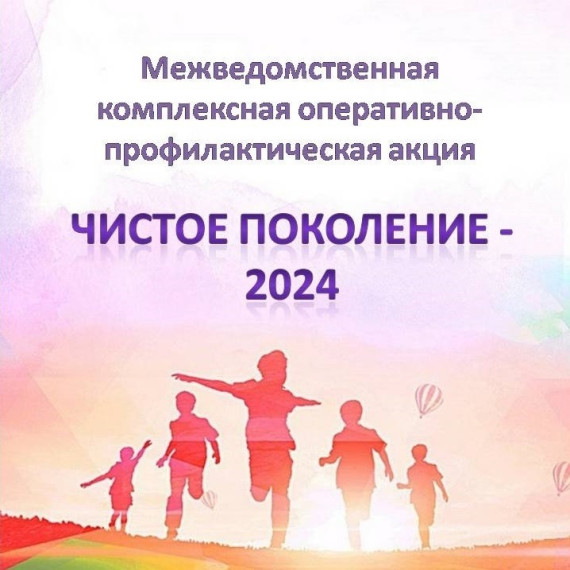 Межведомственная
комплексная оперативно-
профилактическая акция
ЧИСТОЕ ПОКОЛЕНИЕ -
2024